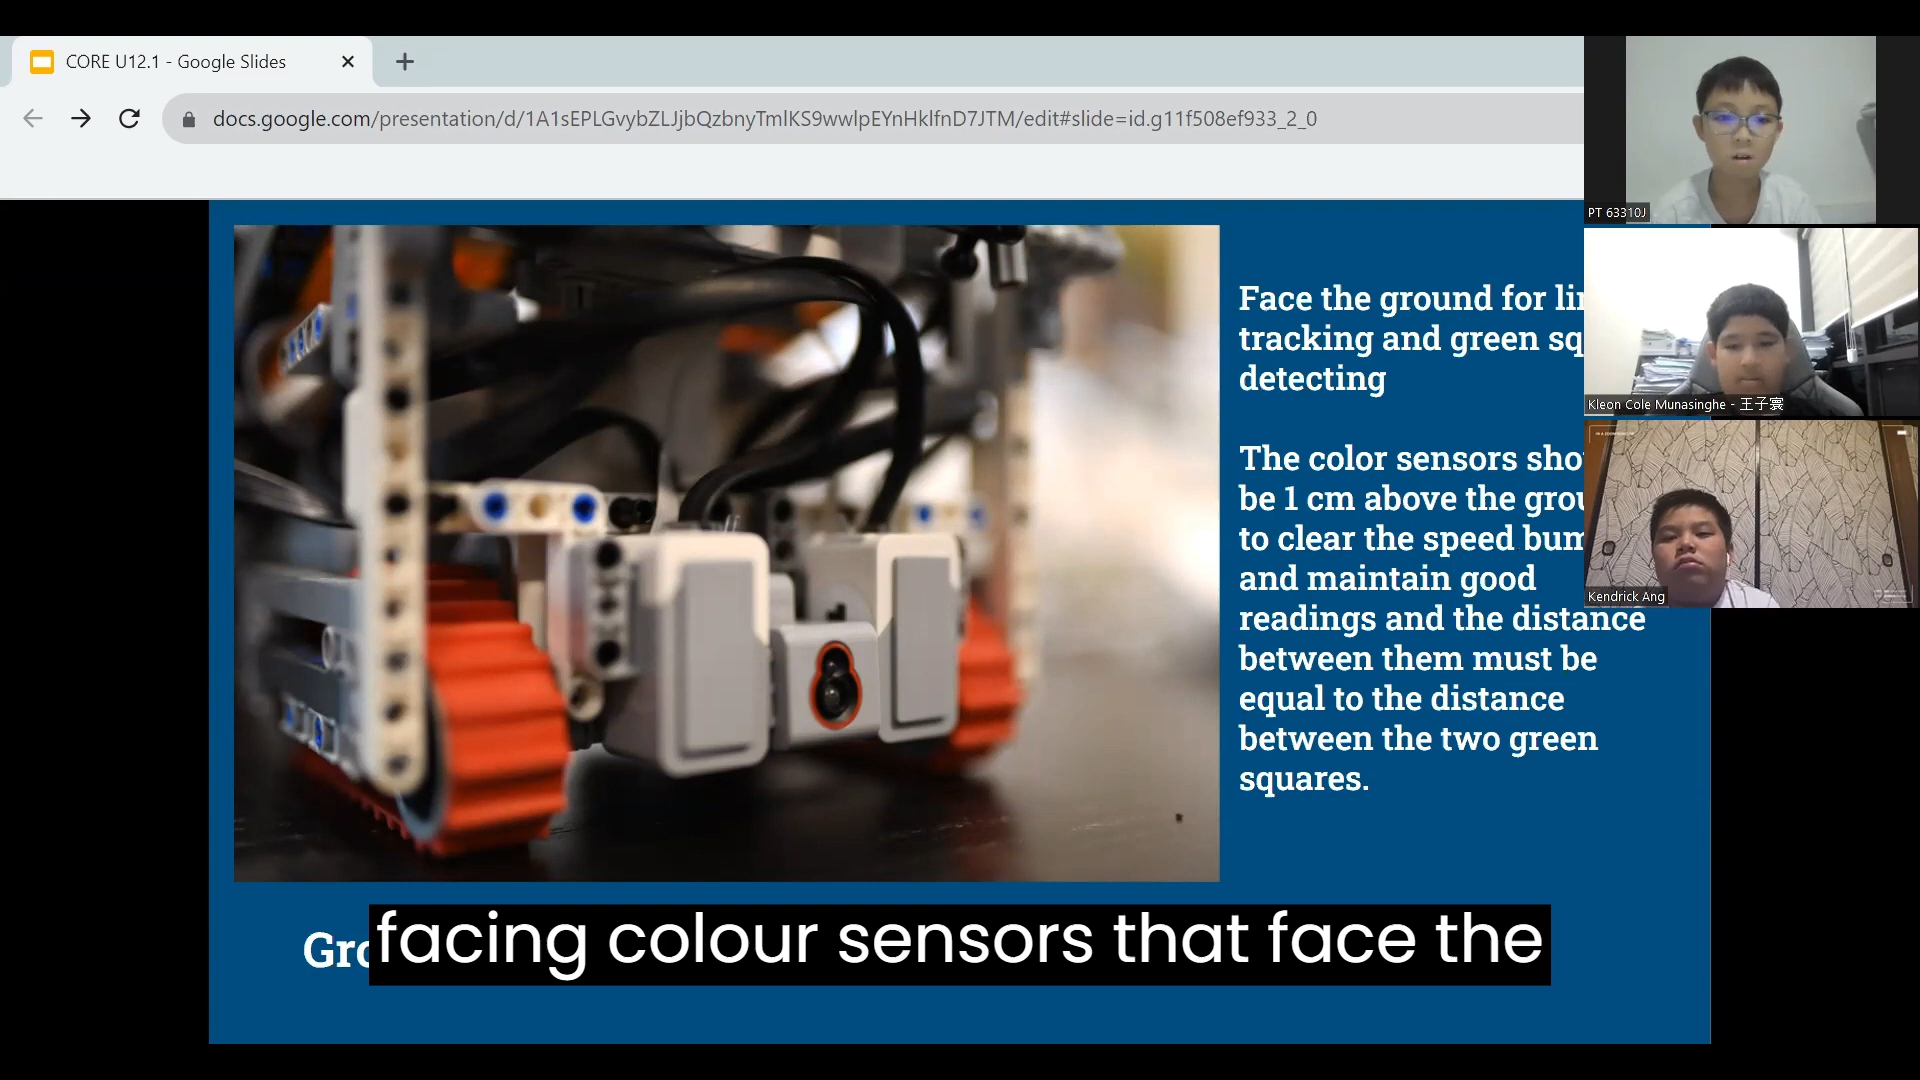 CORE U12.1 - Google Slides
docs.google.com/presentation/d/1A1sEPLGvybZLJjbQzbnyTmlKS9wwlpEYnHklfnD7JTM/edit#slide=id.g11f508ef933_2_0
PT 63310J
Kleon Cole Munasinghe - 王子寰
Kendrick Ang
Face the ground for lin
tracking and green sq
detecting
The color sensors sho
be 1 cm above the grou
to clear the speed bum
and maintain good
readings and the distance
between them must be
equal to the distance
between the two green
squares.
Gro
facing colour sensors that face the